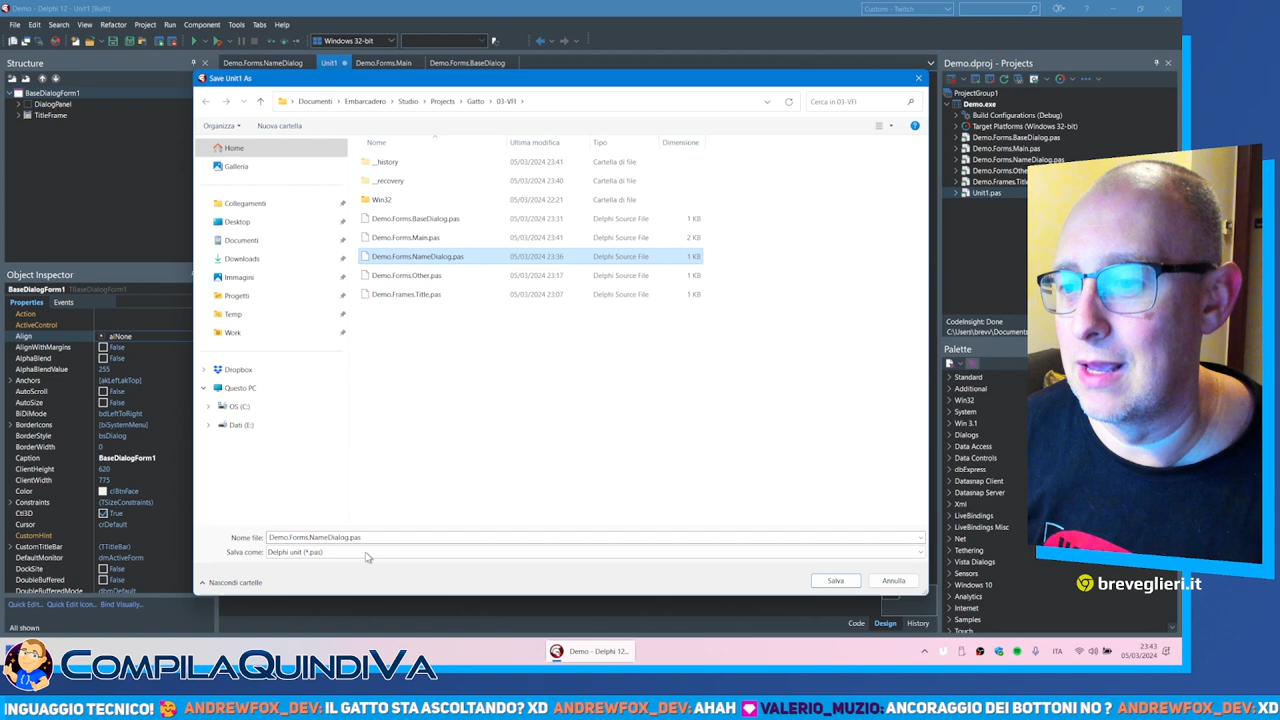 Demo - Delphi 12 - Unit1 [Built]
Custom - Twitch
File Edit Search View Refactor Project Run Component Tools Tabs Help
Windows 32-bit
Structure
Demo.Forms.NameDialog Unit1 Demo.Forms.Main Demo.Forms.BaseDialog
Demo.dproj - Projects
BaseDialogForm1
DialogPanel
TitleFrame
Save Unit1 As
Documenti > Embarcadero > Studio > Projects > Gatto > 03-VFI >
Cerca in 03-VFI
Organizza Nuova cartella
Home
Galleria
Collegamenti
Desktop
Documenti
Downloads
Immagini
Progetti
Temp
Work
Dropbox
Questo PC
OS (C:)
Dati (E:)
Nome Ultima modifica Tipo Dimensione
__history 05/03/2024 23:41 Cartella di file
__recovery 05/03/2024 23:40 Cartella di file
Win32 05/03/2024 22:21 Cartella di file
Demo.Forms.BaseDialog.pas 05/03/2024 23:31 Delphi Source File 1 KB
Demo.Forms.Main.pas 05/03/2024 23:41 Delphi Source File 2 KB
Demo.Forms.NameDialog.pas 05/03/2024 23:36 Delphi Source File 1 KB
Demo.Forms.Other.pas 05/03/2024 23:17 Delphi Source File 1 KB
Demo.Frames.Title.pas 05/03/2024 23:07 Delphi Source File 1 KB
Nome file: Demo.Forms.NameDialog.pas
Salva come: Delphi unit (*.pas)
Nascondi cartelle
Salva Annulla
ProjectGroup1
Demo.exe
Build Configurations (Debug)
Target Platforms (Windows 32-bit)
Demo.Forms.BaseDialog.pas
Demo.Forms.Main.pas
Demo.Forms.NameDialog.pas
Demo.Forms.Oth
Demo.Frames.Titl
Unit1.pas
CodeInsight: Done
C:\Users\brevv\Documents
Palette
Standard
Additional
Win32
System
Win 3.1
Dialogs
Data Access
Data Controls
dbExpress
Datasnap Client
Datasnap Server
Xml
LiveBindings
LiveBindings Misc
Net
Tethering
Vista Dialogs
Sensors
Windows 10
Analytics
Internet
Samples
Touch
Object Inspector
BaseDialogForm1 TBaseDialogForm1
Properties Events
Action
ActiveControl
Align alNone
AlignWithMargins False
AlphaBlend False
AlphaBlendValue 255
Anchors [akLeft,akTop]
AutoScroll False
AutoSize False
BiDiMode bdLeftToRight
BorderIcons [biSystemMenu]
BorderStyle bsDialog
BorderWidth 0
Caption BaseDialogForm1
ClientHeight 620
ClientWidth 775
Color clBtnFace
Constraints (TSizeConstraints)
Ctl3D True
Cursor crDefault
CustomHint
CustomTitleBar (TTitleBar)
DefaultMonitor dmActiveForm
DockSite False
DoubleBuffered False
Quick Edit... Quick Edit Icon... Bind Visually...
All shown
Code Design History
breveglieri.it
Demo - Delphi 12...
ITA
23:43
05/03/2024
COMPILAQUINDIVA
INGUAGGIO TECNICO! ANDREWFOX_DEV: IL GATTO STA ASCOLTANDO? XD ANDREWFOX_DEV: AHAH VALERIO_MUZIO: ANCORAGGIO DEI BOTTONI NO? ANDREWFOX_DEV: XD